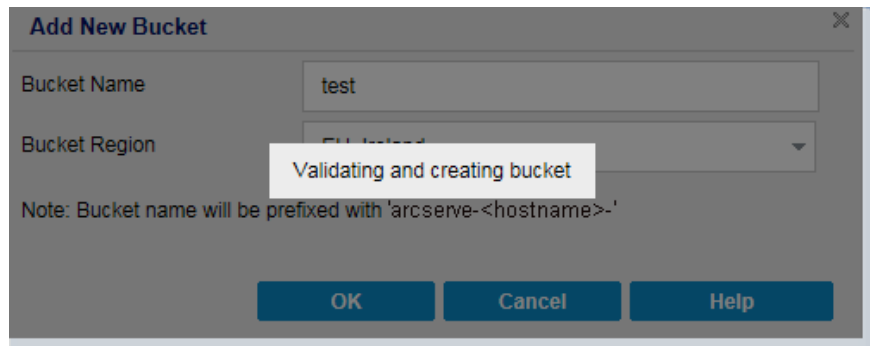 Add New Bucket
Bucket Name
test
Bucket Region
Validating and creating bucket
Note: Bucket name will be prefixed with 'arcserve-<hostname>-'
OK
Cancel
Help